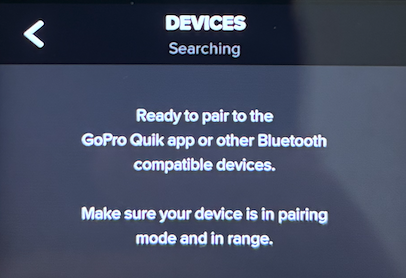 DEVICES
Searching
Ready to pair to the
GoPro Quik app or other Bluetooth
compatible devices.
Make sure your device is in pairing
mode and in range.